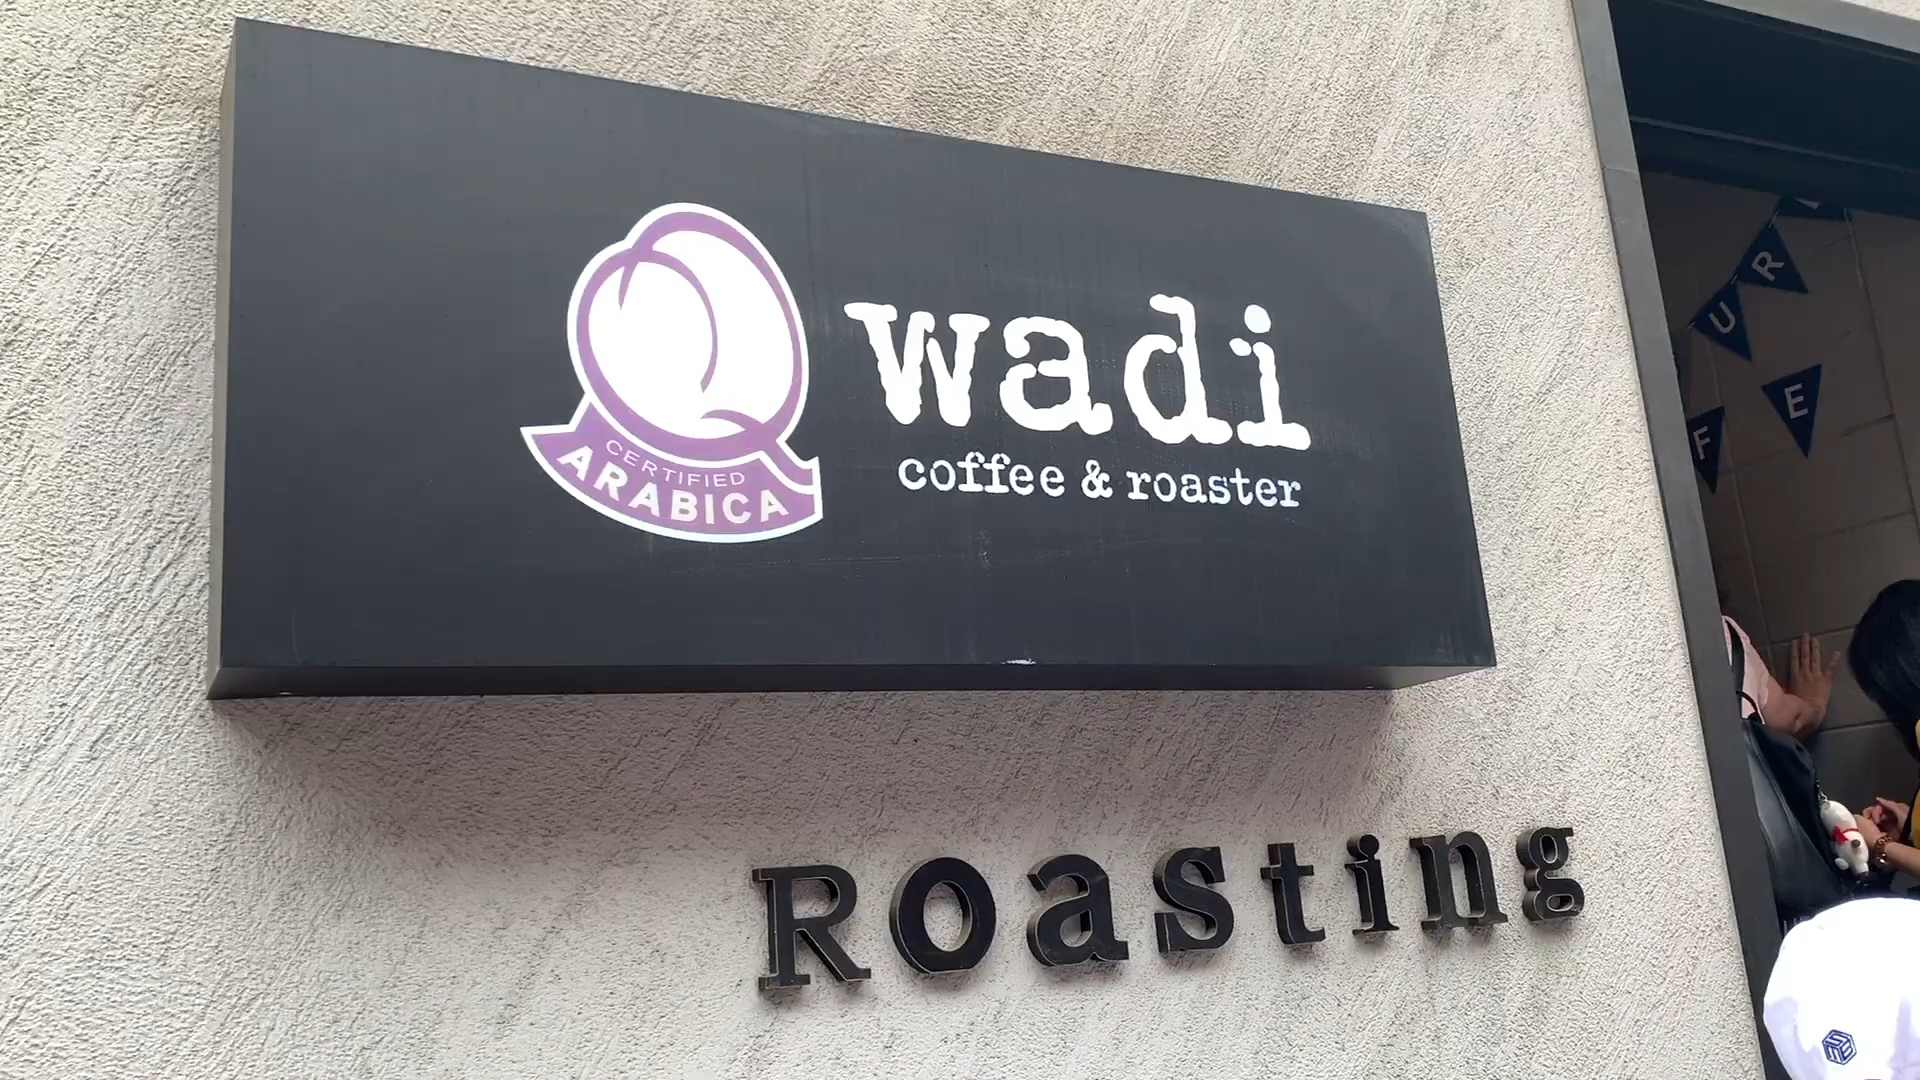 CERTIFIED
ARABICA
wadi
coffee & roaster
Roasting
U R
F
E